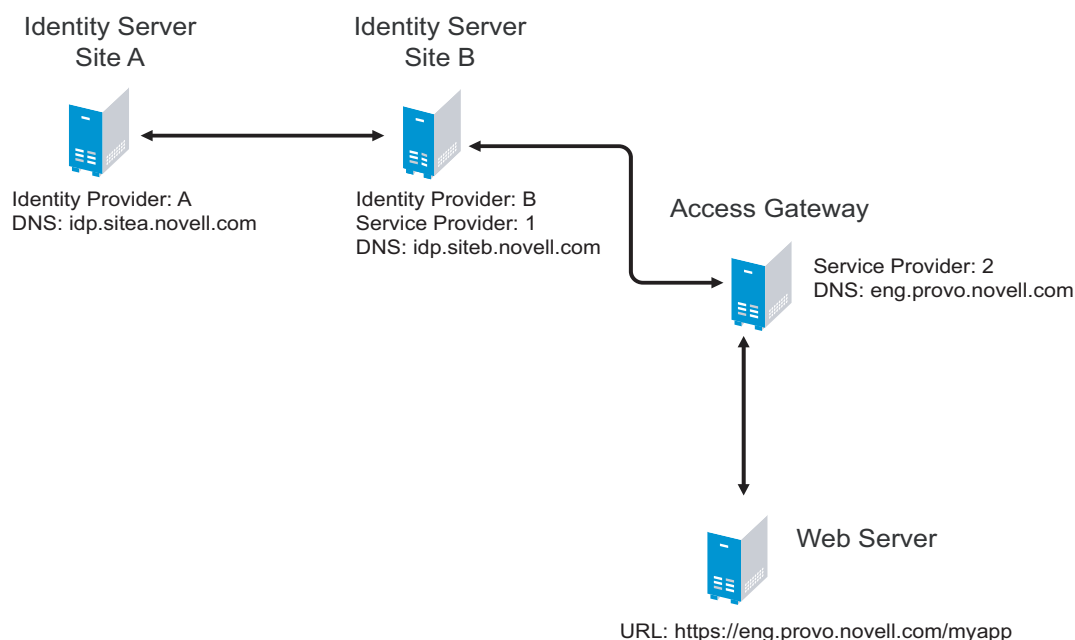 Identity Server
Site A
Identity Server
Site B
Identity Provider: A
DNS: idp.sitea.novell.com
Identity Provider: B
Service Provider: 1
DNS: idp.siteb.novell.com
Access Gateway
Service Provider: 2
DNS: eng.provo.novell.com
Web Server
URL: https://eng.provo.novell.com/myapp